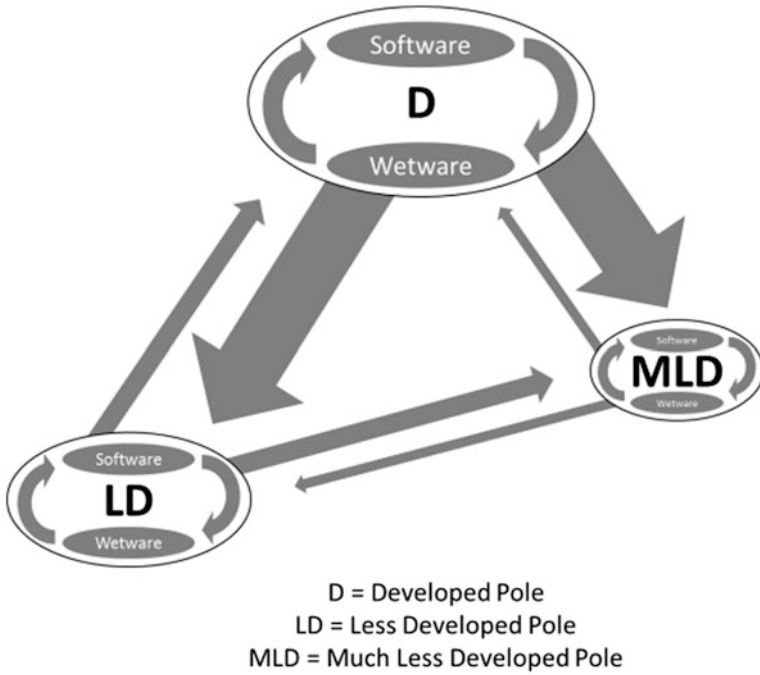 Software
D
Wetware
Software
MLD
Wetware
Software
LD
Wetware
D = Developed Pole
LD = Less Developed Pole
MLD = Much Less Developed Pole